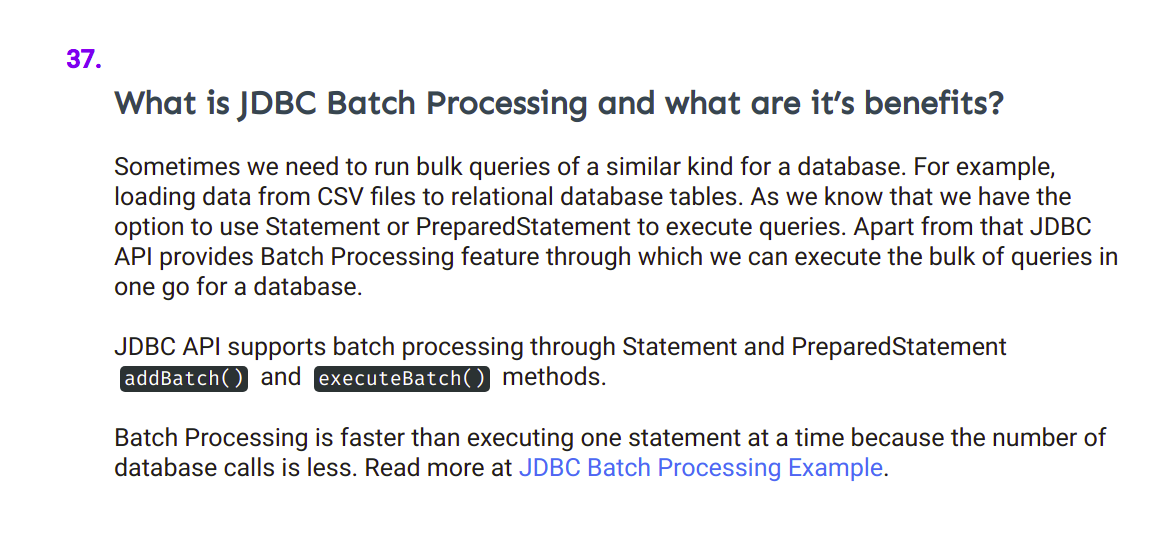 37.
What is JDBC Batch Processing and what are it’s benefits?
Sometimes we need to run bulk queries of a similar kind for a database. For example,
loading data from CSV files to relational database tables. As we know that we have the
option to use Statement or PreparedStatement to execute queries. Apart from that JDBC
API provides Batch Processing feature through which we can execute the bulk of queries in
one go for a database.
JDBC API supports batch processing through Statement and PreparedStatement
addBatch() and executeBatch() methods.
Batch Processing is faster than executing one statement at a time because the number of
database calls is less. Read more at JDBC Batch Processing Example.